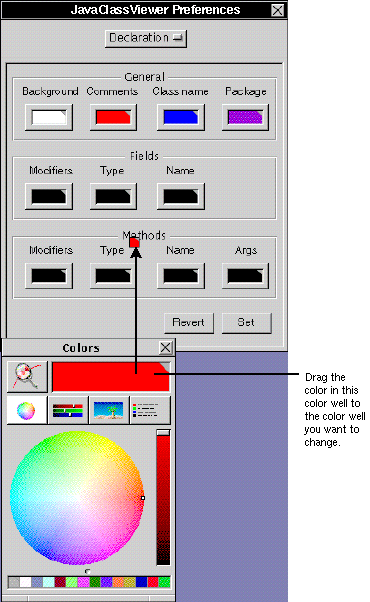 JavaClassViewer Preferences
Declaration
General
Background Comments Class name Package
Fields
Modifiers Type Name
Methods
Modifiers Type Name Args
Revert Set
Colors
Drag the
color in this
color well to
the color well
you want to
change.